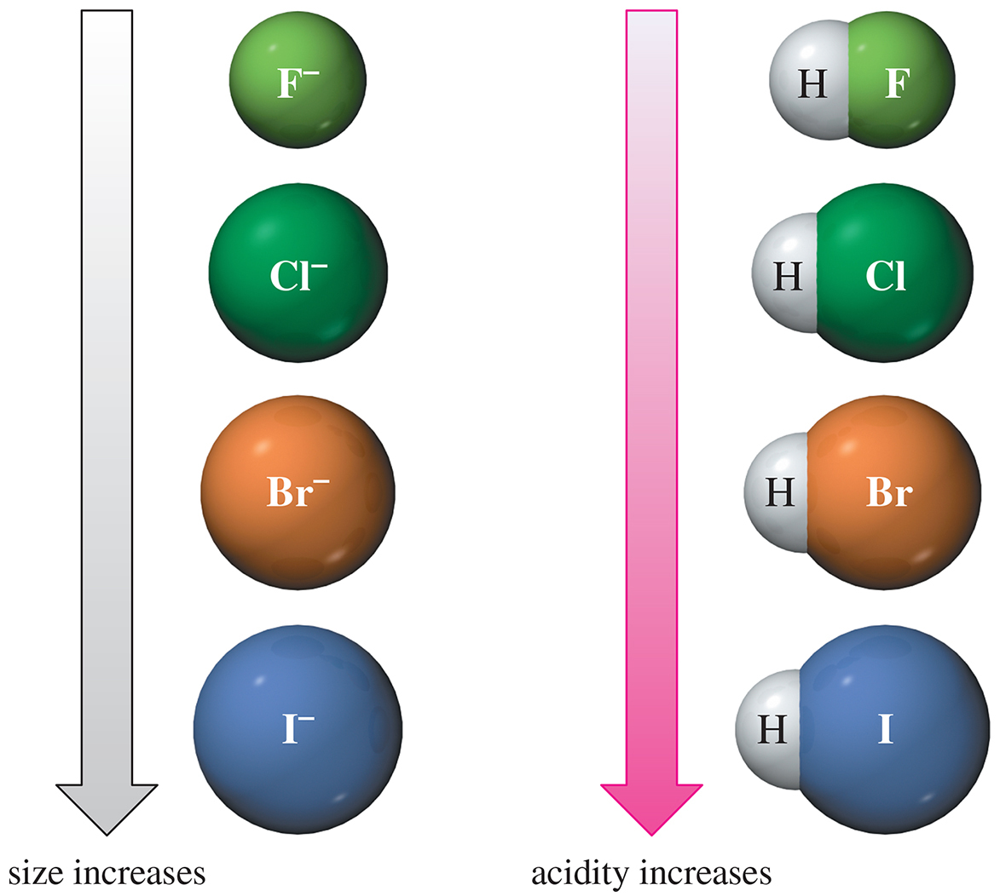 F⁻
H F
Cl⁻
H Cl
Br⁻
H Br
I⁻
H I
size increases
acidity increases